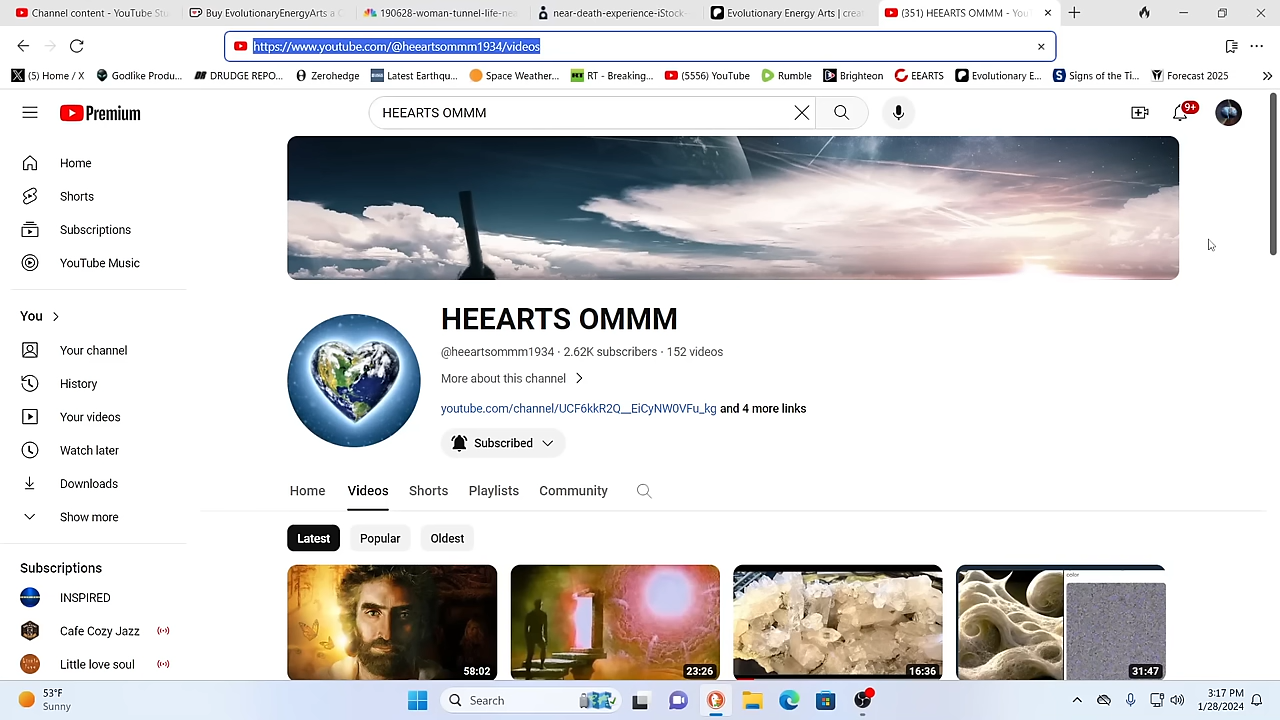 Channel content - YouTube Stu
Buy EvolutionaryEnergyArts a C
190628-woman-tunnel-life-nea
near-death-experience-iStock-
Evolutionary Energy Arts | creat
(351) HEEARTS OMMM - You
https://www.youtube.com/@heeartsommm1934/videos
(5) Home / X
Godlike Produ...
DRUDGE REPO...
Zerohedge
Latest Earthqu...
Space Weather...
RT - Breaking...
(5556) YouTube
Rumble
Brighteon
EEARTS
Evolutionary E...
Signs of the Ti...
Forecast 2025
Premium
HEEARTS OMMM
9+
Home
Shorts
Subscriptions
YouTube Music
You
Your channel
History
Your videos
Watch later
Downloads
Show more
Subscriptions
INSPIRED
Cafe Cozy Jazz
Little love soul
HEEARTS OMMM
@heeartsommm1934 · 2.62K subscribers · 152 videos
More about this channel
youtube.com/channel/UCF6kkR2Q__EiCyNW0VFu_kg and 4 more links
Subscribed
Home
Videos
Shorts
Playlists
Community
Latest
Popular
Oldest
58:02
23:26
16:36
color
31:47
53°F
Sunny
Search
3:17 PM
1/28/2024